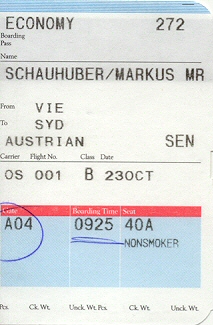 ECONOMY 272
Boarding
Pass
Name
SCHAUHUBER/MARKUS MR
From VIE
To SYD
AUSTRIAN SEN
Carrier Flight No. Class Date
OS 001 B 23OCT
Gate Boarding Time Seat
A04 0925 40A
NONSMOKER
Pcs. Ck. Wt. Unck. Wt. Pcs. Ck. Wt. Unck. Wt.